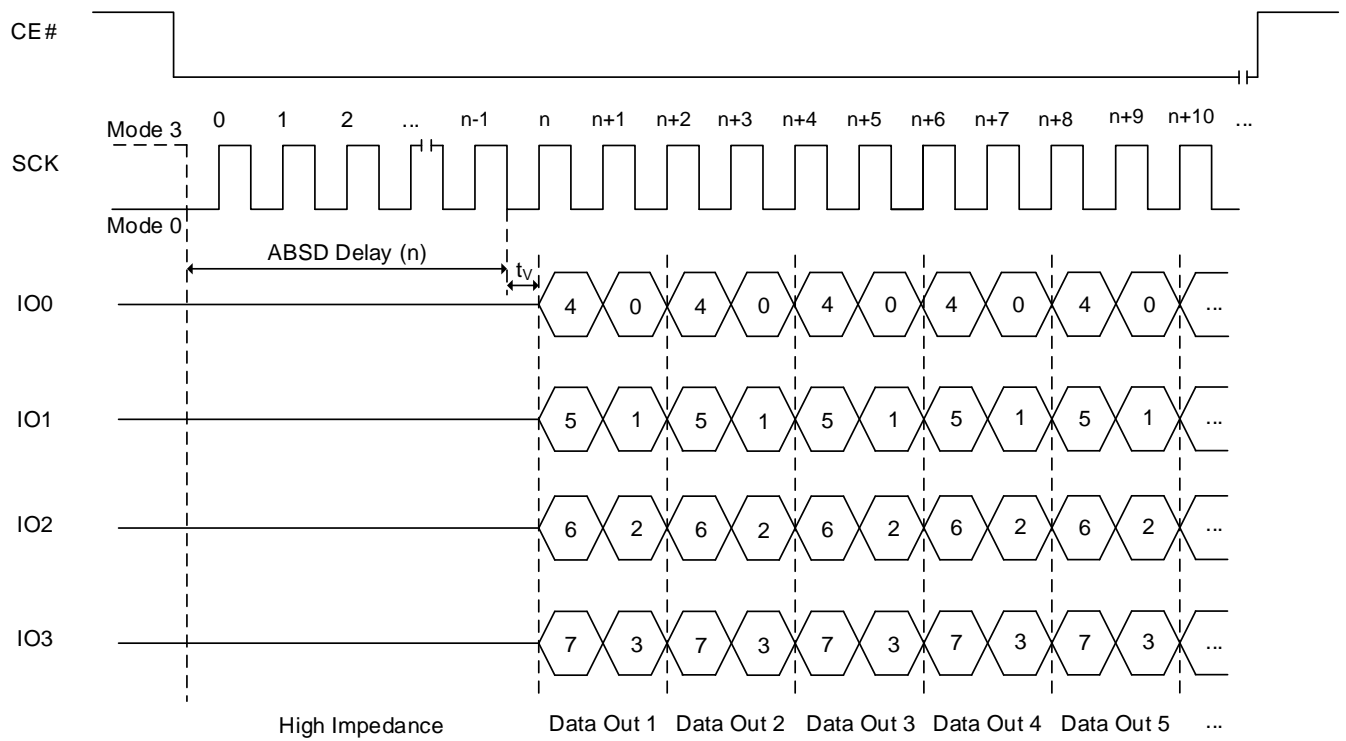 CE#
Mode 3 0 1 2 ... n-1 n n+1 n+2 n+3 n+4 n+5 n+6 n+7 n+8 n+9 n+10 ...
SCK
Mode 0
ABSD Delay (n)
tV
IO0 4 0 4 0 4 0 4 0 4 0 ...
IO1 5 1 5 1 5 1 5 1 5 1 ...
IO2 6 2 6 2 6 2 6 2 6 2 ...
IO3 7 3 7 3 7 3 7 3 7 3 ...
High Impedance Data Out 1 Data Out 2 Data Out 3 Data Out 4 Data Out 5 ...